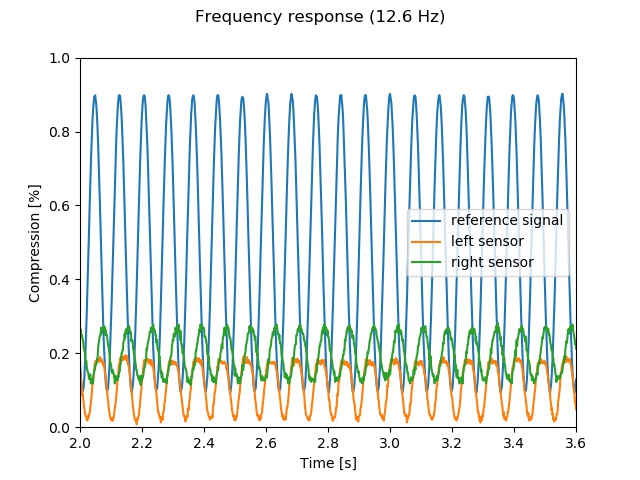 Frequency response (12.6 Hz)
1.0
0.8
0.6
0.4
0.2
0.0
Compression [%]
reference signal
left sensor
right sensor
2.0 2.2 2.4 2.6 2.8 3.0 3.2 3.4 3.6
Time [s]